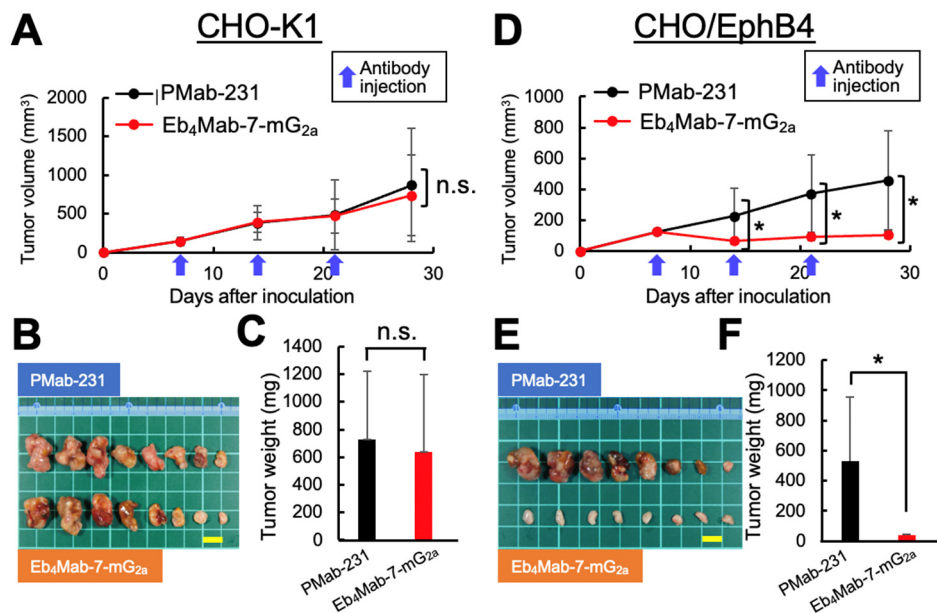 A
CHO-K1
Antibody
injection
PMab-231
Eb₄Mab-7-mG₂ₐ
Tumor volume (mm³)
2000
1500
1000
500
0
n.s.
0
10
20
30
Days after inoculation
D
CHO/EphB4
Antibody
injection
PMab-231
Eb₄Mab-7-mG₂ₐ
Tumor volume (mm³)
1000
800
600
400
200
0
*
*
*
0
10
20
30
Days after inoculation
B
PMab-231
Eb₄Mab-7-mG₂ₐ
C
n.s.
Tumor weight (mg)
1400
1200
1000
800
600
400
200
0
PMab-231
Eb₄Mab-7-mG₂ₐ
E
PMab-231
Eb₄Mab-7-mG₂ₐ
F
*
Tumor weight (mg)
1200
1000
800
600
400
200
0
PMab-231
Eb₄Mab-7-mG₂ₐ